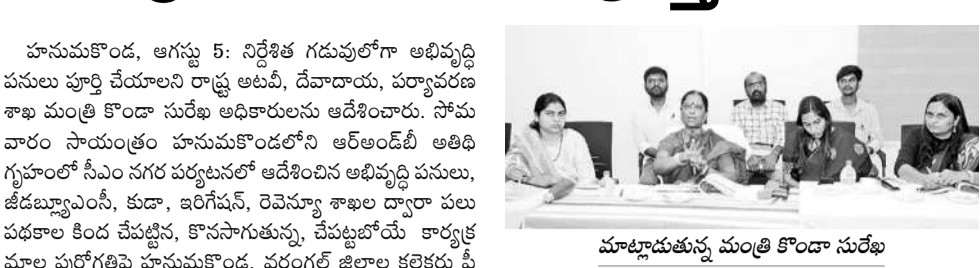 హనుమకొండ, ఆగస్టు 5: నిర్దేశిత గడువులోగా అభివృద్ధి
పనులు పూర్తి చేయాలని రాష్ట్ర అటవీ, దేవాదాయ, పర్యావరణ
శాఖ మంత్రి కొండా సురేఖ అధికారులను ఆదేశించారు. సోమ
వారం సాయంత్రం హనుమకొండలోని ఆర్అండ్‌బీ అతిథి
గృహంలో సీఎం నగర పర్యటనలో ఆదేశించిన అభివృద్ధి పనులు,
జీడబ్ల్యూఎంసీ, కుడా, ఇరిగేషన్, రెవెన్యూ శాఖల ద్వారా పలు
పథకాల కింద చేపట్టిన, కొనసాగుతున్న, చేపట్టబోయే కార్యక్ర
మాల పురోగతిపై హనుమకొండ, వరంగల్ జిల్లాల కలెక్టర్లు పీ
మాట్లాడుతున్న మంత్రి కొండా సురేఖ